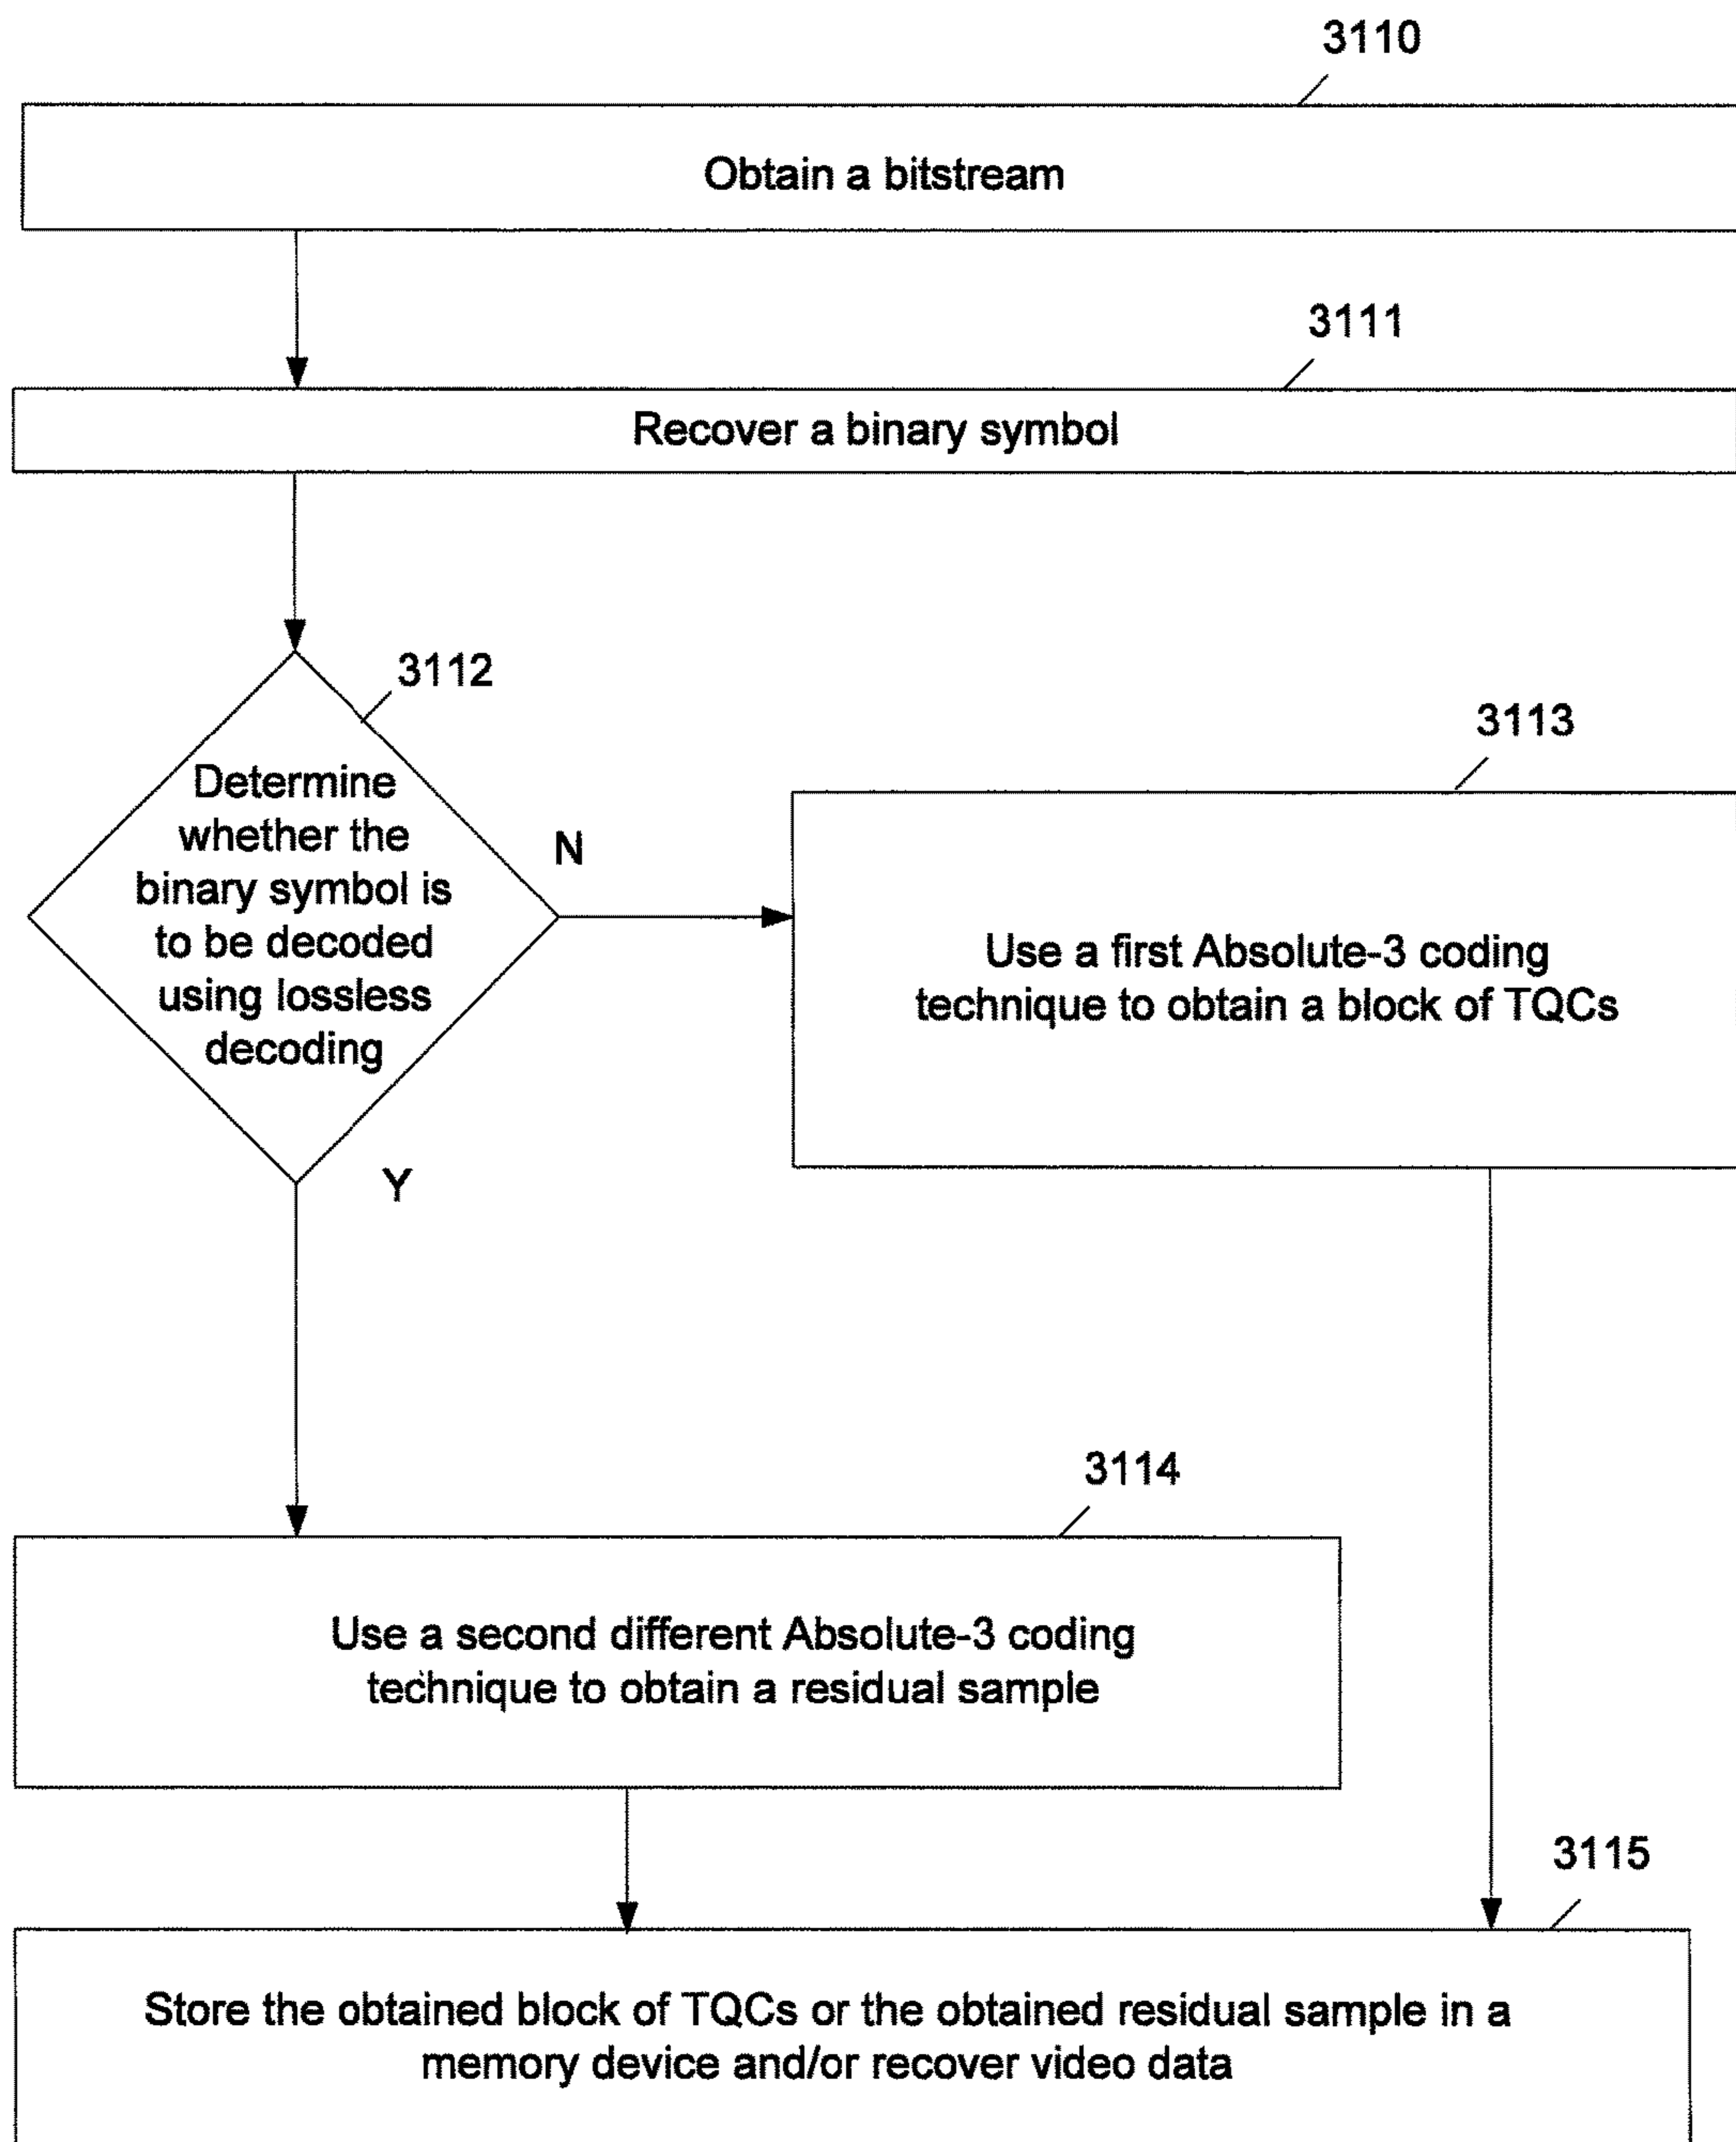 3110
Obtain a bitstream
3111
Recover a binary symbol
3112
Determine
whether the
binary symbol is
to be decoded
using lossless
decoding
N
Y
3113
Use a first Absolute-3 coding
technique to obtain a block of TQCs
3114
Use a second different Absolute-3 coding
technique to obtain a residual sample
3115
Store the obtained block of TQCs or the obtained residual sample in a
memory device and/or recover video data